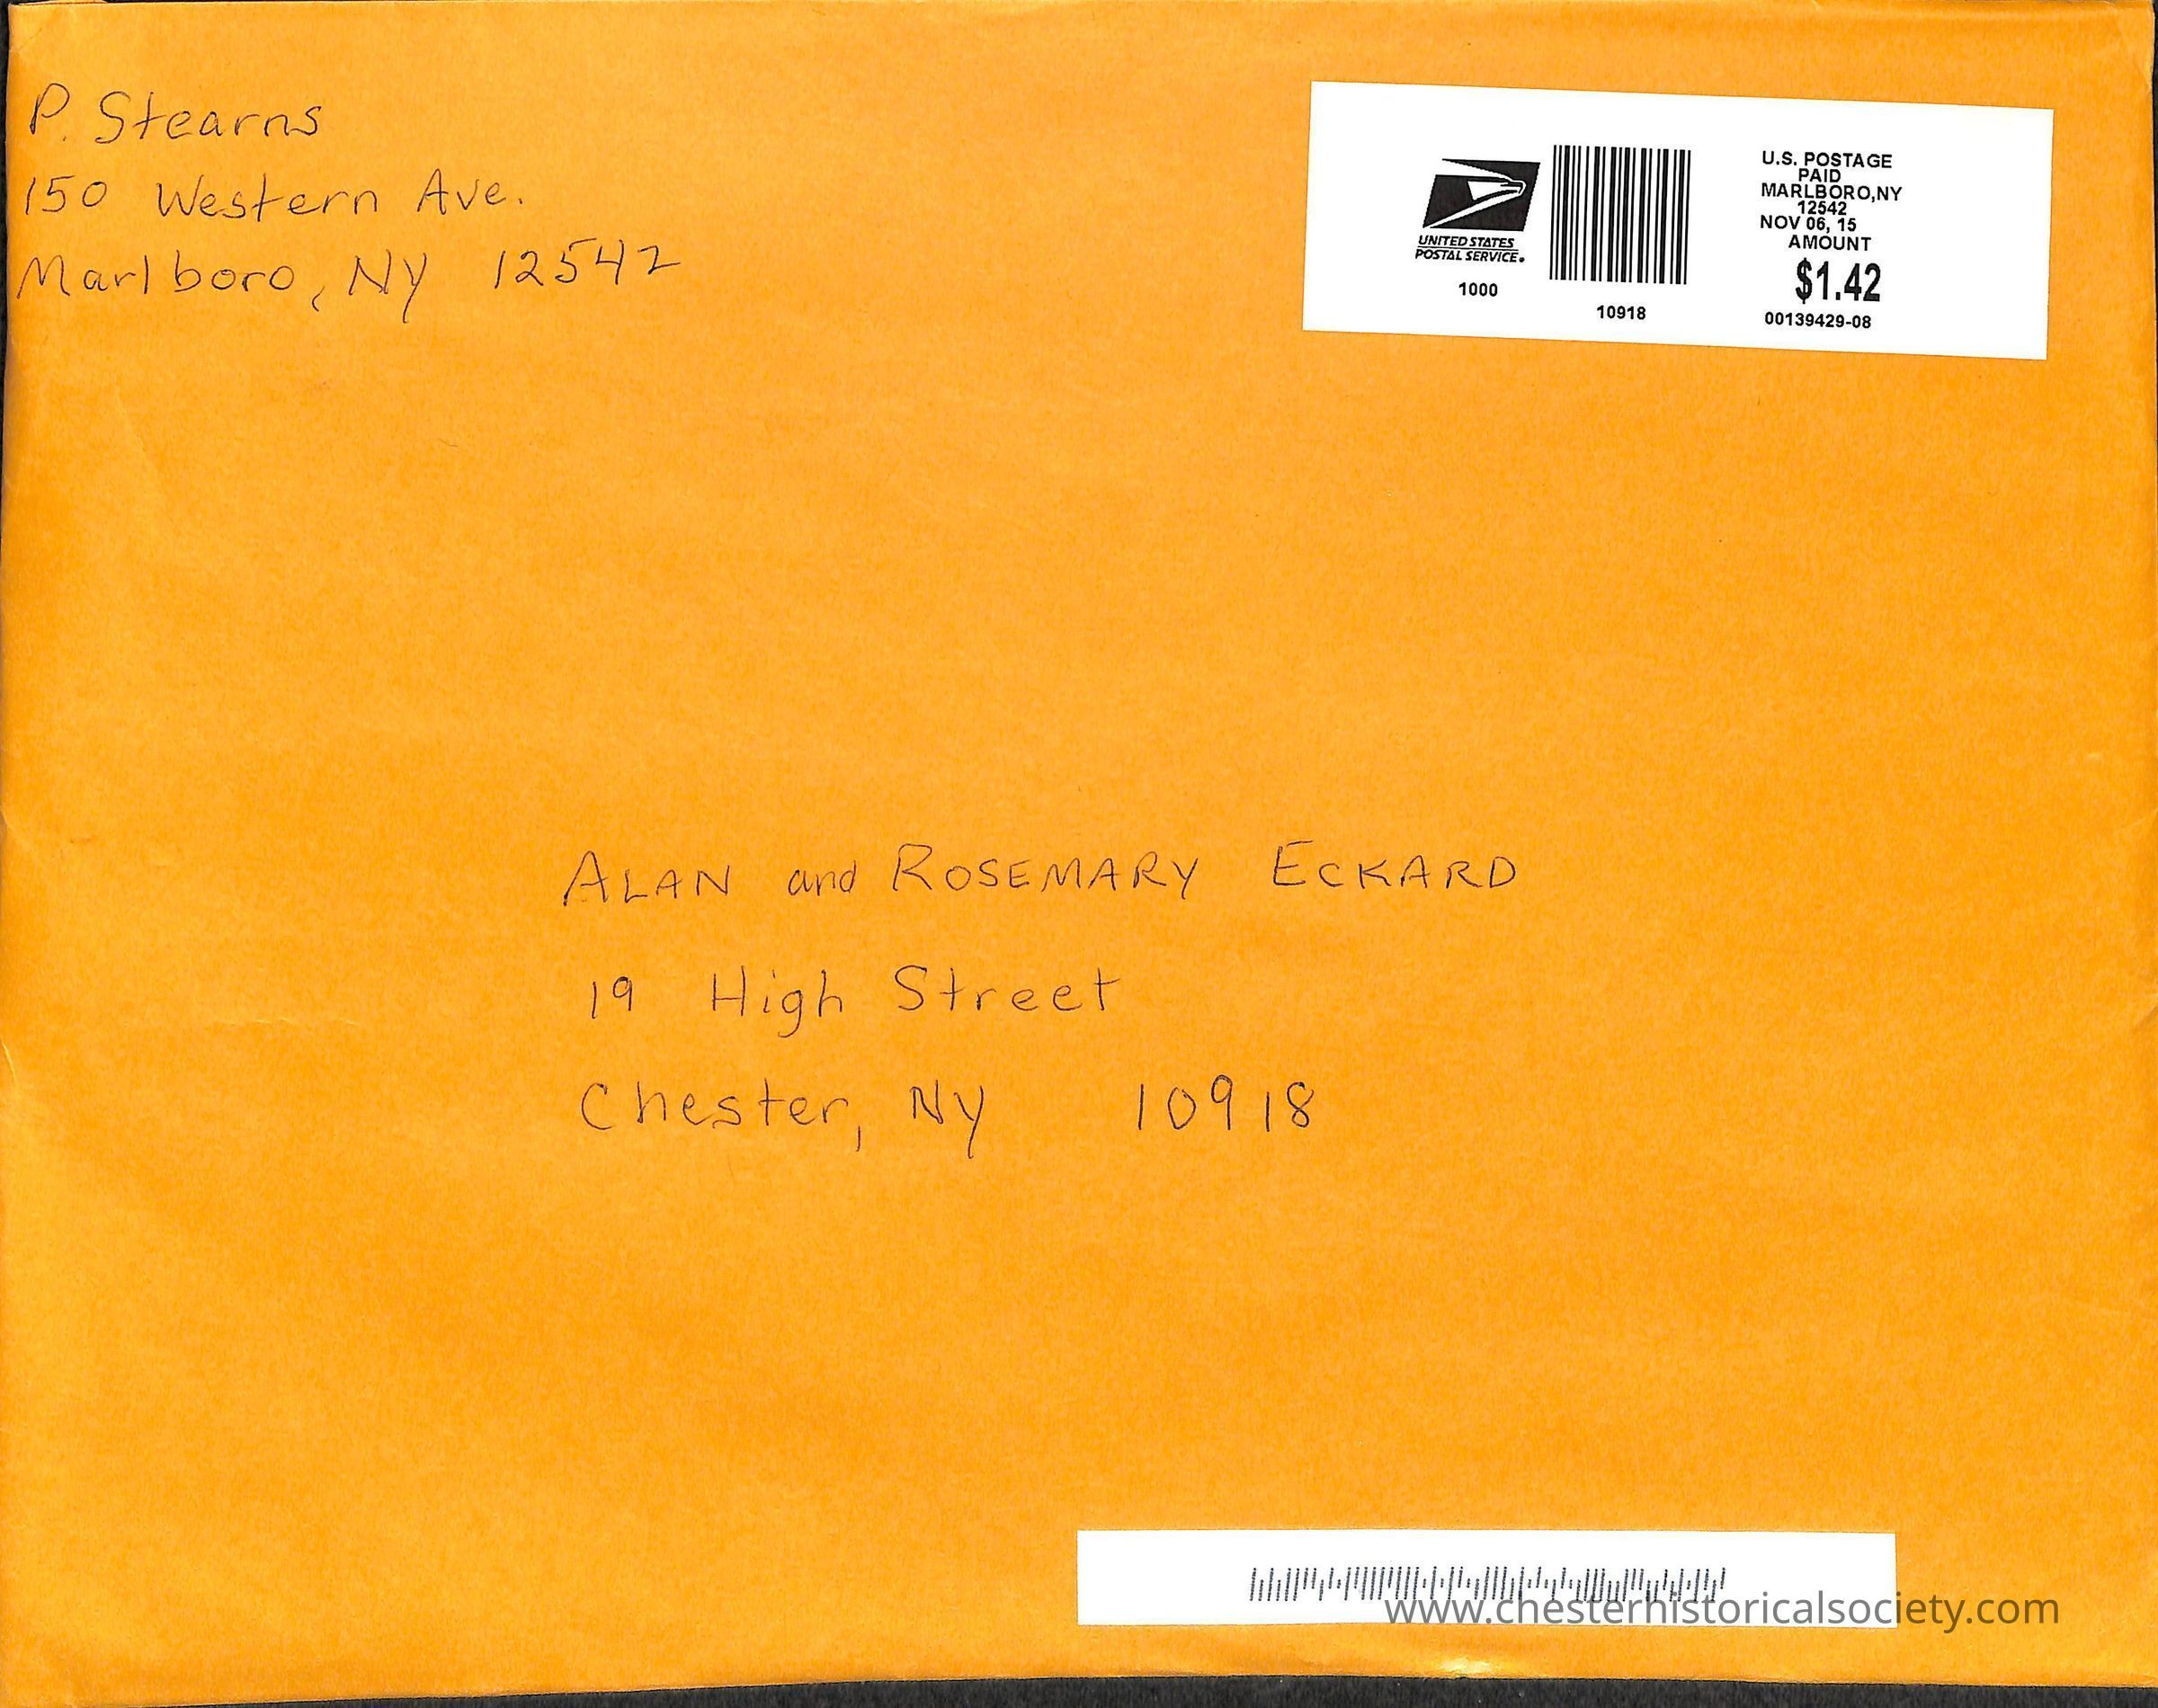 P. Stearns
150 Western Ave.
Marlboro, NY 12542
UNITED STATES
POSTAL SERVICE.
1000
10918
U.S. POSTAGE
PAID
MARLBORO,NY
12542
NOV 06, 15
AMOUNT
$1.42
00139429-08
ALAN and ROSEMARY ECKARD
19 High Street
Chester, NY 10918
www.chesterhistoricalsociety.com